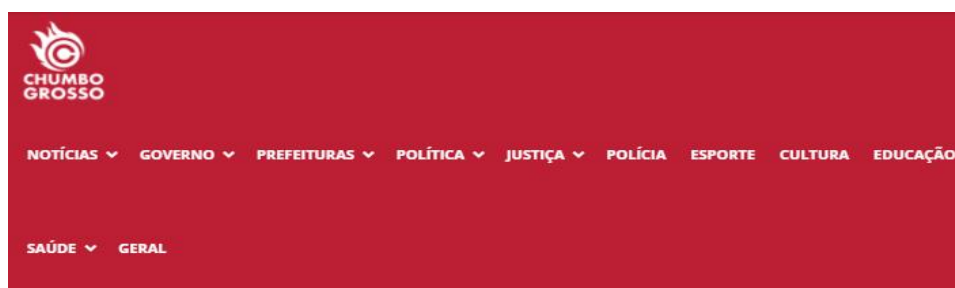 CHUMBO
GROSSO
NOTÍCIAS GOVERNO PREFEITURAS POLÍTICA JUSTIÇA POLÍCIA ESPORTE CULTURA EDUCAÇÃO
SAÚDE GERAL